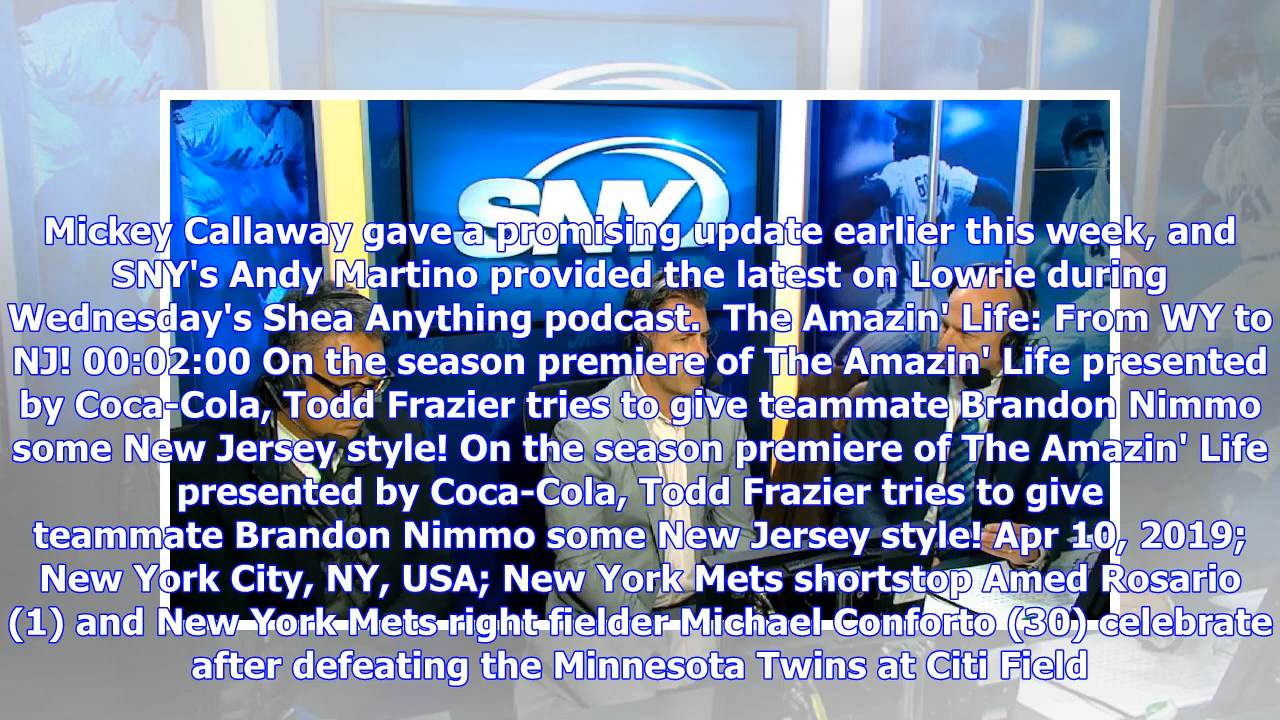 Mets
SNY
60
41
Mickey Callaway gave a promising update earlier this week, and
SNY's Andy Martino provided the latest on Lowrie during
Wednesday's Shea Anything podcast.  The Amazin' Life: From WY to
NJ! 00:02:00 On the season premiere of The Amazin' Life presented
by Coca-Cola, Todd Frazier tries to give teammate Brandon Nimmo
some New Jersey style! On the season premiere of The Amazin' Life
presented by Coca-Cola, Todd Frazier tries to give
teammate Brandon Nimmo some New Jersey style! Apr 10, 2019;
New York City, NY, USA; New York Mets shortstop Amed Rosario
(1) and New York Mets right fielder Michael Conforto (30) celebrate
after defeating the Minnesota Twins at Citi Field